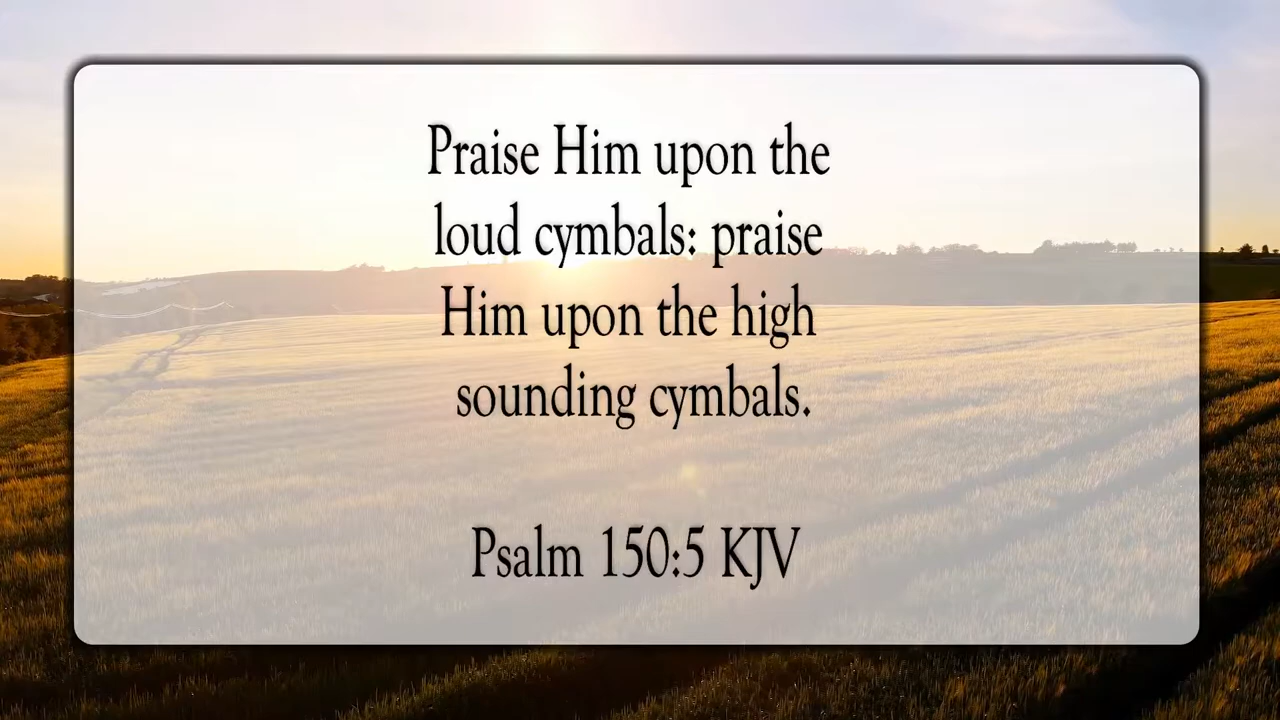 Praise Him upon the
loud cymbals: praise
Him upon the high
sounding cymbals.
Psalm 150:5 KJV